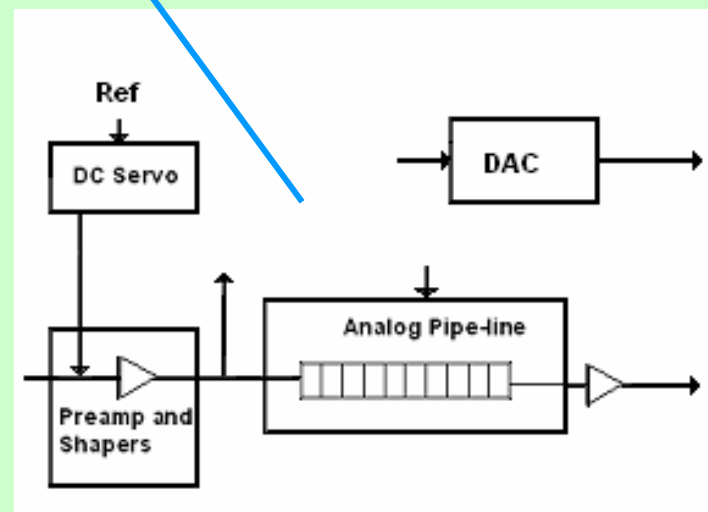 Ref
DC Servo
DAC
Analog Pipe-line
Preamp and
Shapers